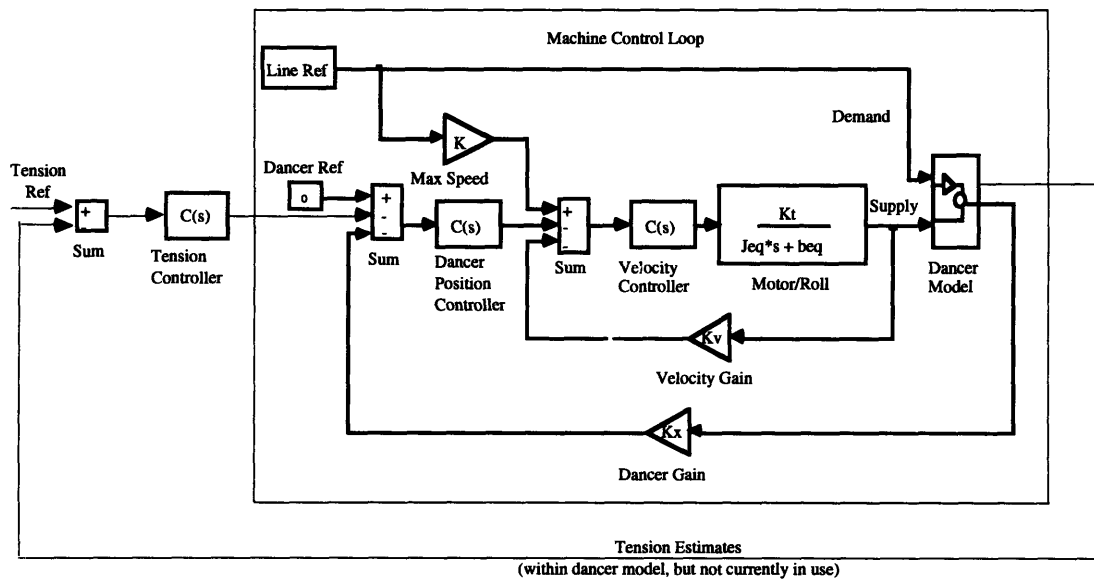 Machine Control Loop
Line Ref
Demand
K
Max Speed
Tension
Ref
Dancer Ref
0
+
-
-
+
-
C(s)
Sum
Tension
Controller
Sum
C(s)
Dancer
Position
Controller
+
-
-
Sum
C(s)
Velocity
Controller
Kt
Jeq*s + beq
Motor/Roll
Supply
Dancer
Model
Kv
Velocity Gain
Kx
Dancer Gain
Tension Estimates
(within dancer model, but not currently in use)